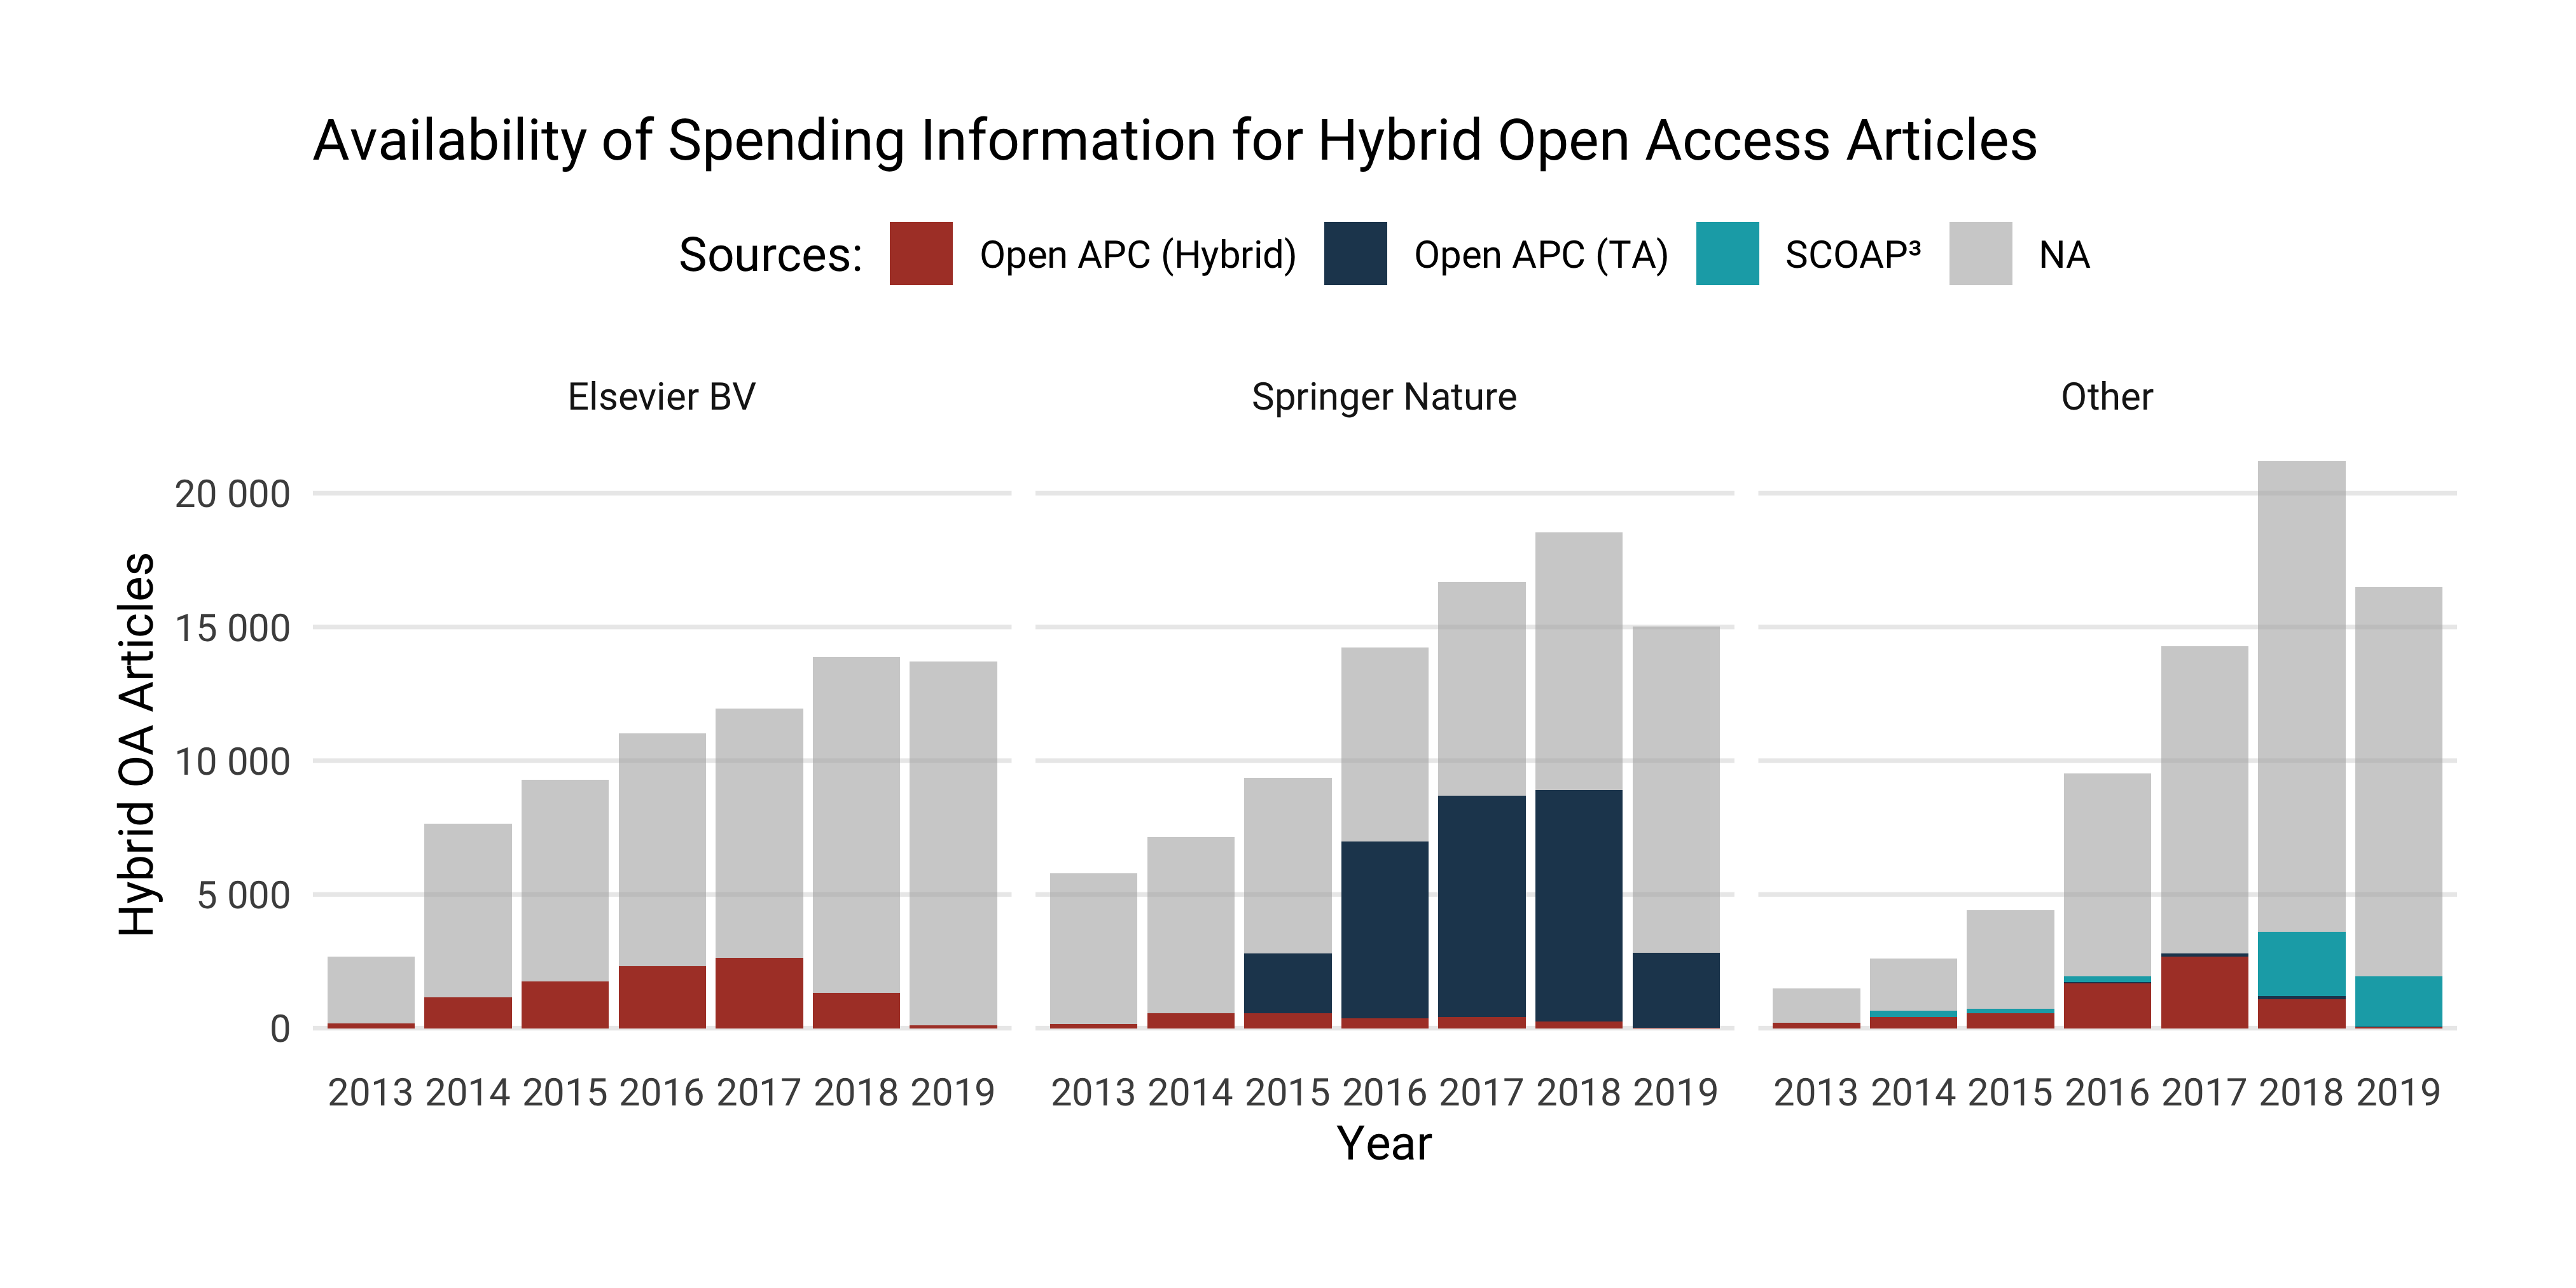 Availability of Spending Information for Hybrid Open Access Articles
Sources: Open APC (Hybrid) Open APC (TA) SCOAP³ NA
Elsevier BV Springer Nature Other
Hybrid OA Articles
20 000
15 000
10 000
5 000
0
2013 2014 2015 2016 2017 2018 2019 2013 2014 2015 2016 2017 2018 2019 2013 2014 2015 2016 2017 2018 2019
Year